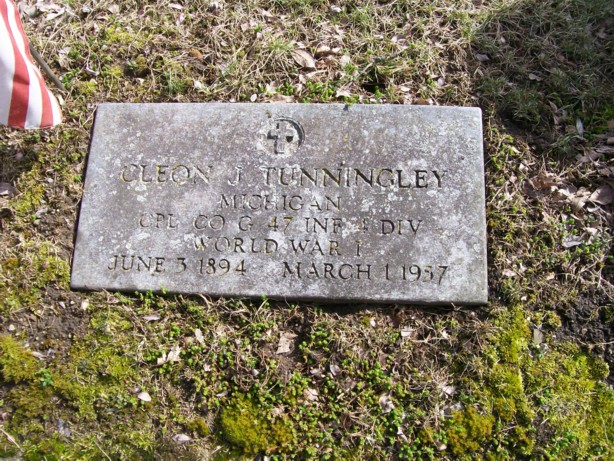 CLEON J TUNNINGLEY
MICHIGAN
CPL CO G 47 INF 4 DIV
WORLD WAR I
JUNE 3 1894 MARCH 1 1957